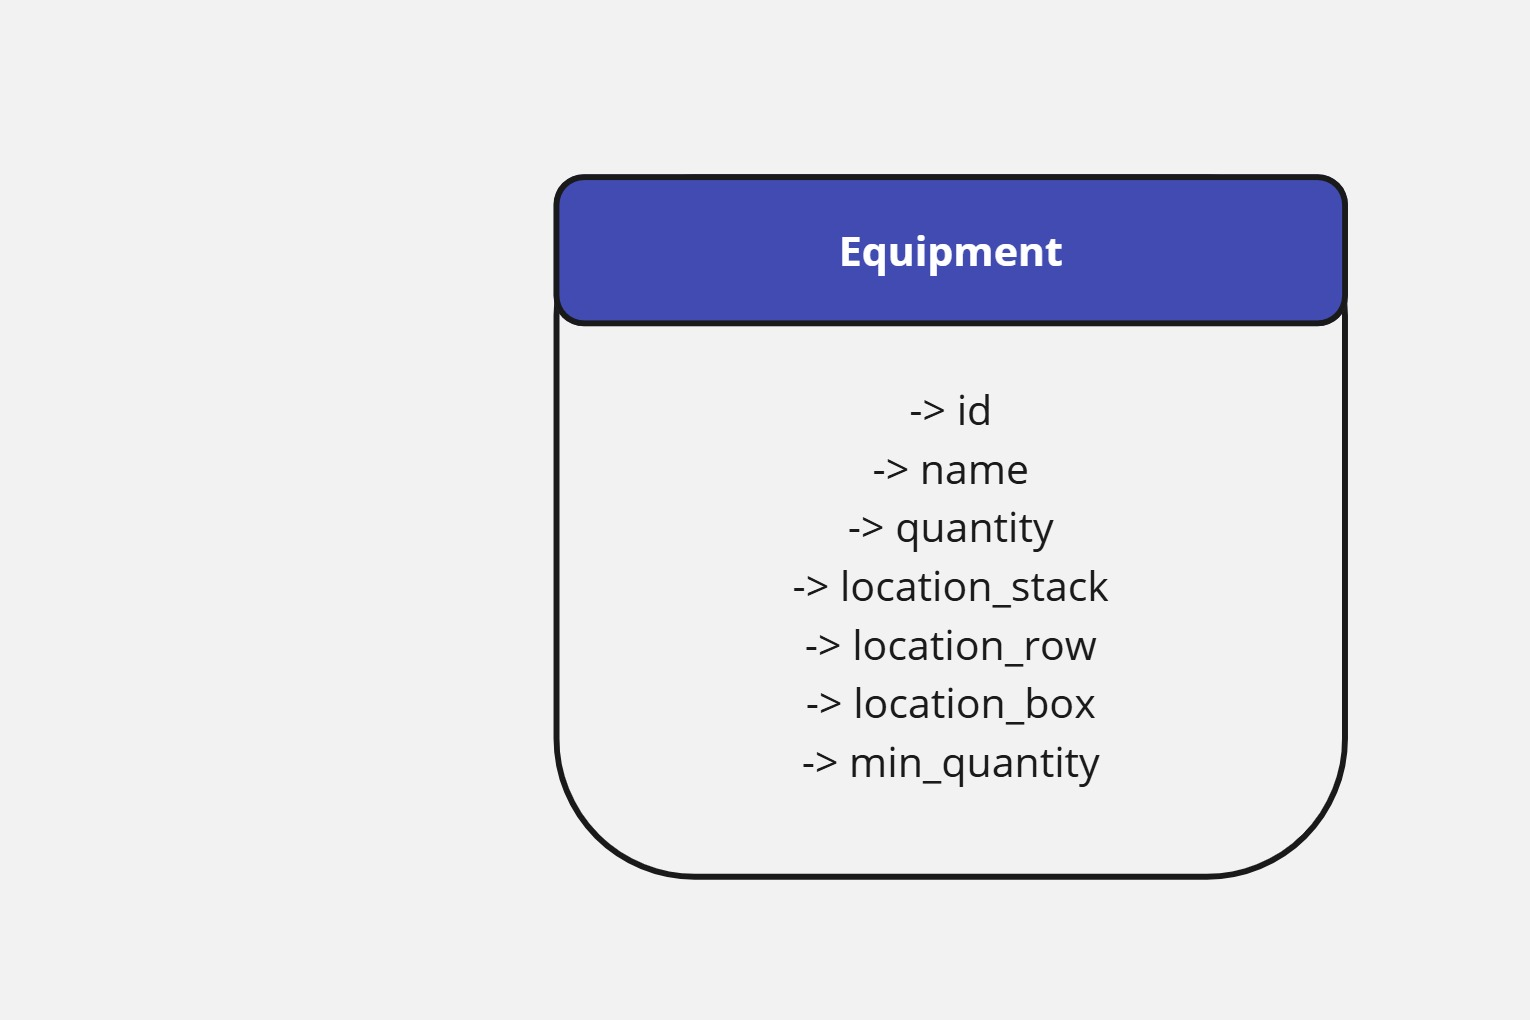 Equipment
-> id
-> name
-> quantity
-> location_stack
-> location_row
-> location_box
-> min_quantity